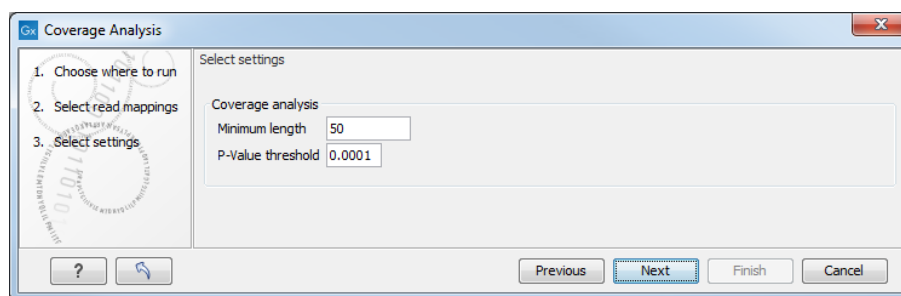 Gx Coverage Analysis
1. Choose where to run
2. Select read mappings
3. Select settings
Select settings
Coverage analysis
Minimum length 50
P-Value threshold 0.0001
? Previous Next Finish Cancel